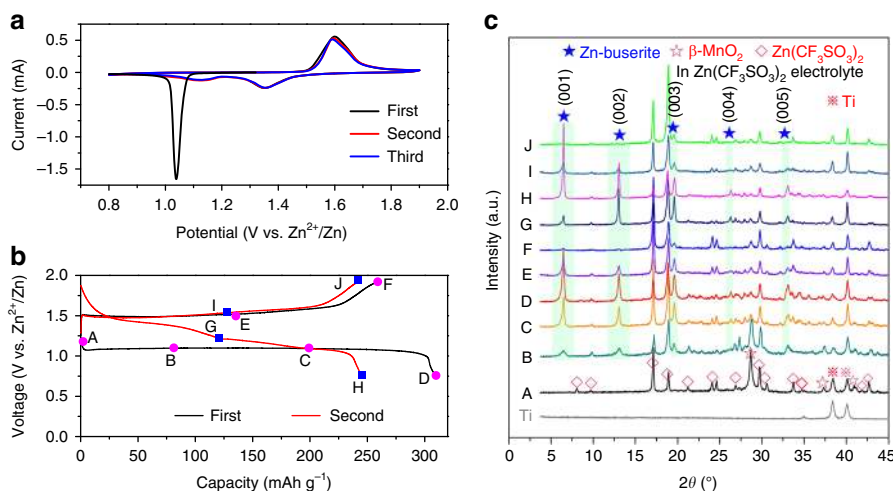 a
0.5
0.0
−0.5
−1.0
−1.5
Current (mA)
First
Second
Third
0.6
0.8
1.0
1.2
1.4
1.6
1.8
2.0
Potential (V vs. Zn²⁺/Zn)
b
2.0
1.5
1.0
0.5
0.0
Voltage (V vs. Zn²⁺/Zn)
A
B
C
D
E
F
G
H
I
J
First
Second
0
50
100
150
200
250
300
Capacity (mAh g⁻¹)
c
Zn-buserite
β-MnO₂
Zn(CF₃SO₃)₂
In Zn(CF₃SO₃)₂ electrolyte
Ti
(001)
(002)
(003)
(004)
(005)
J
I
H
G
F
E
D
C
B
A
Ti
Intensity (a.u.)
0
5
10
15
20
25
30
35
40
45
2θ (°)